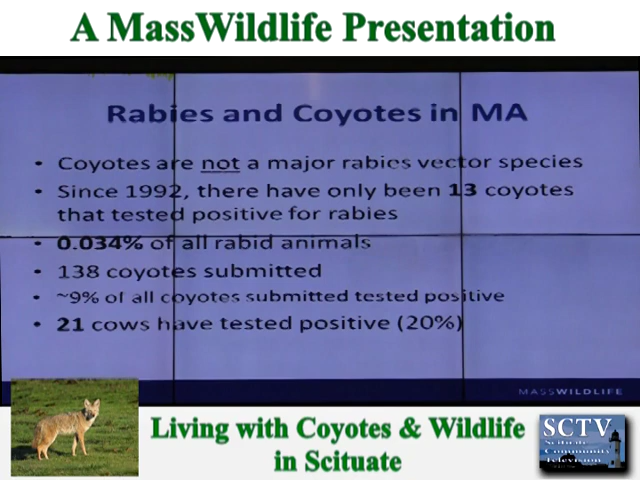 A MassWildlife Presentation
Rabies and Coyotes in MA
• Coyotes are not a major rabies vector species
• Since 1992, there have only been 13 coyotes
that tested positive for rabies
• 0.034% of all rabid animals
• 138 coyotes submitted
• ~9% of all coyotes submitted tested positive
• 21 cows have tested positive (20%)
MASSWILDLIFE
Living with Coyotes & Wildlife
in Scituate
SCTV
Scituate
Community
Television